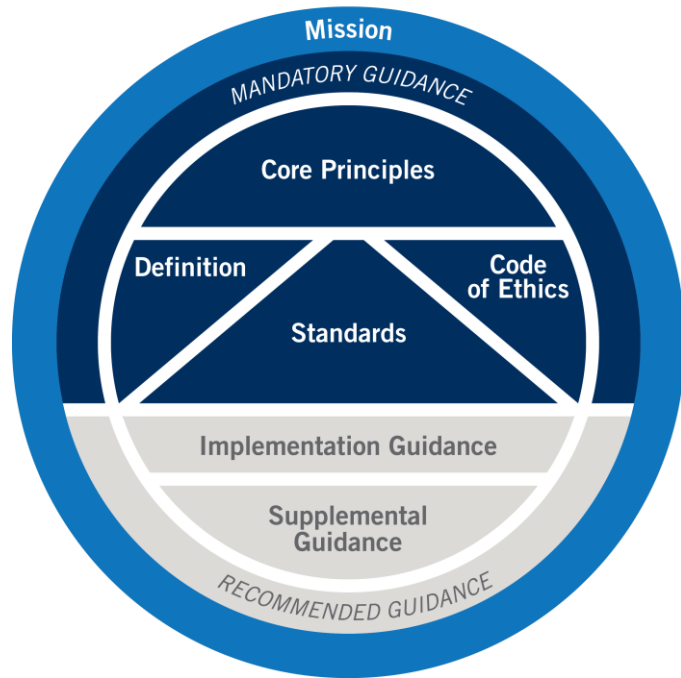 Mission
MANDATORY GUIDANCE
Core Principles
Definition
Code
of Ethics
Standards
Implementation Guidance
Supplemental
Guidance
RECOMMENDED GUIDANCE